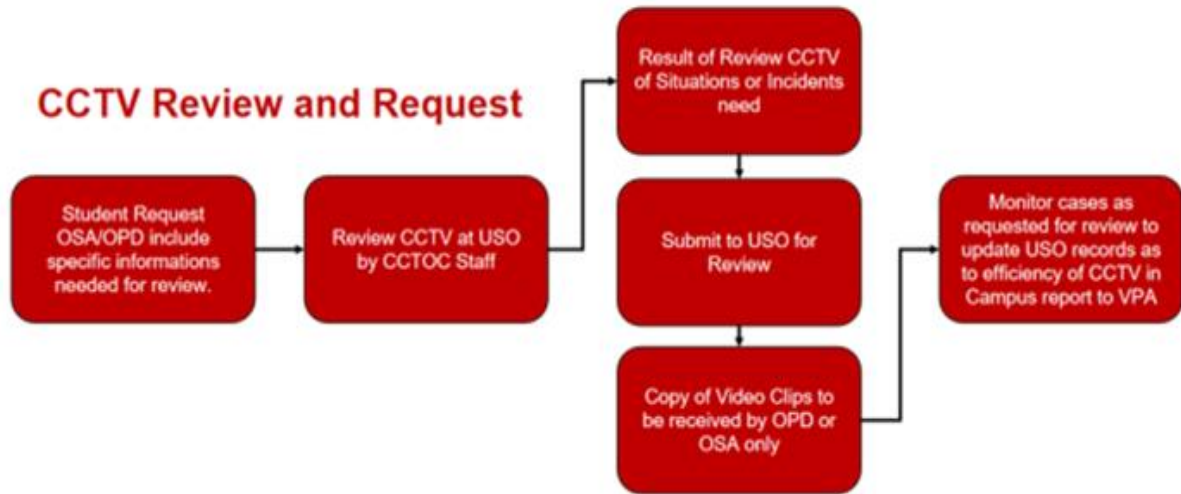 CCTV Review and Request
Student Request
OSA/OPD include
specific informations
needed for review.
Review CCTV at USO
by CCTOC Staff
Result of Review CCTV
of Situations or Incidents
need
Submit to USO for
Review
Copy of Video Clips to
be received by OPD or
OSA only
Monitor cases as
requested for review to
update USO records as
to efficiency of CCTV in
Campus report to VPA